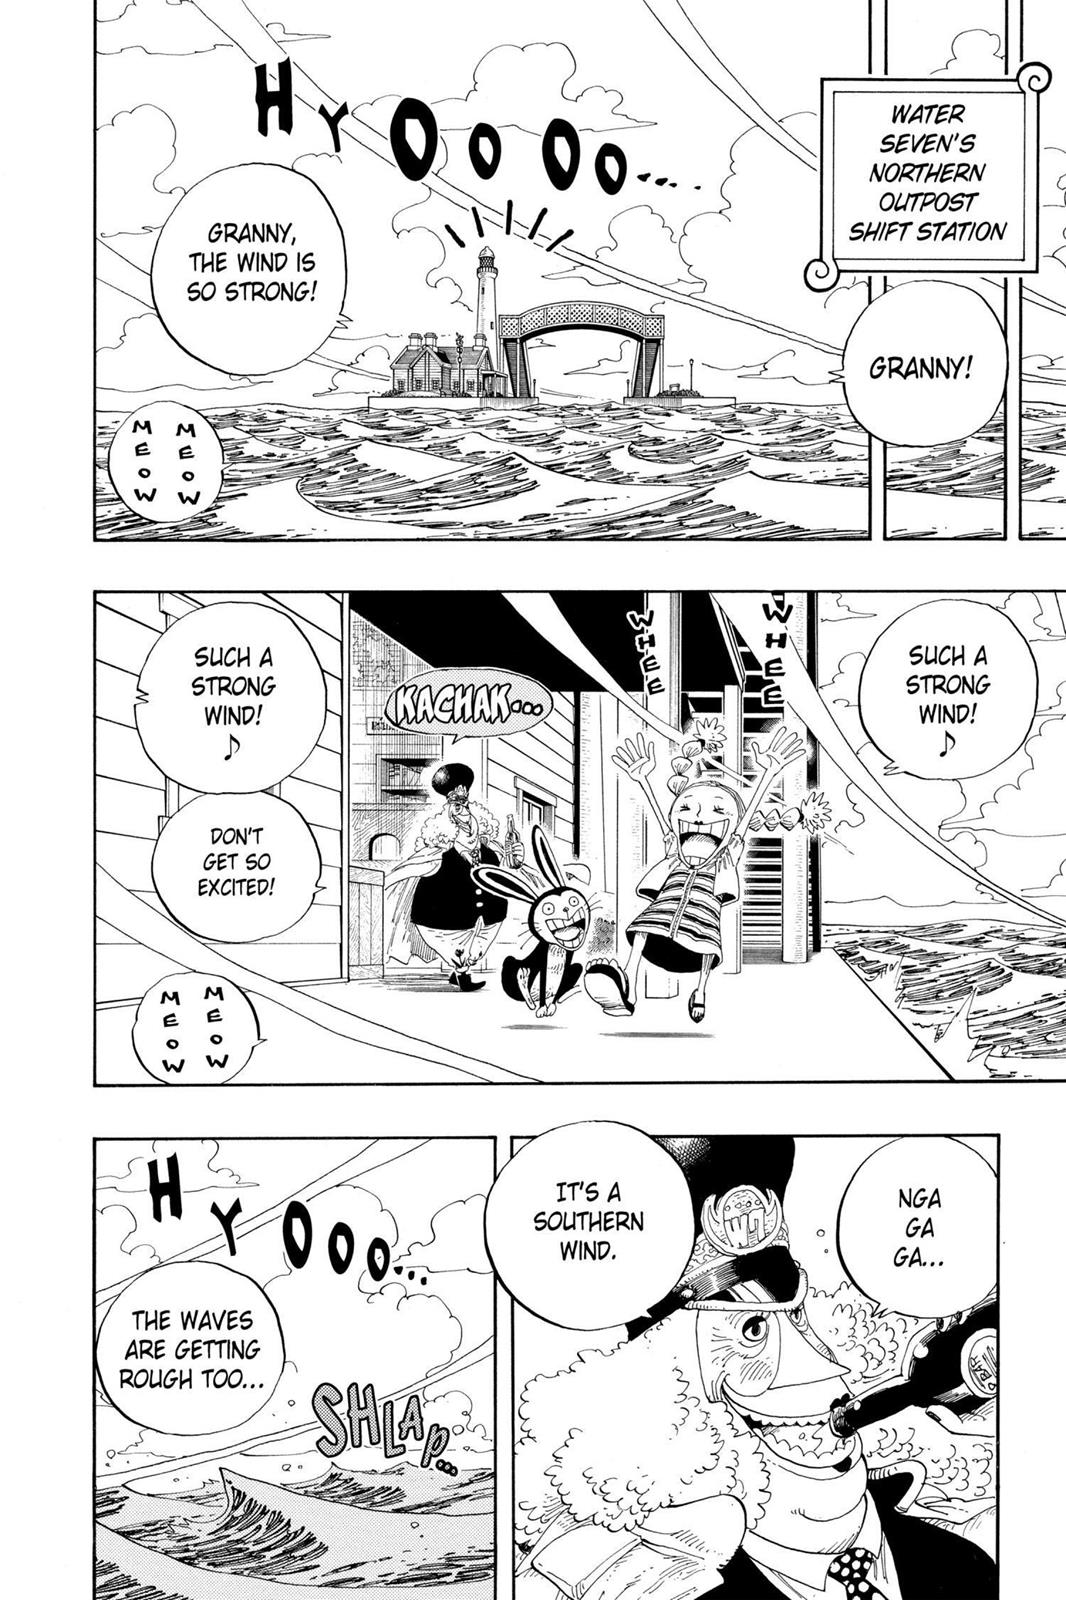 WATER
SEVEN'S
NORTHERN
OUTPOST
SHIFT STATION
GRANNY!
HYOOOOO.....
GRANNY,
THE WIND IS
SO STRONG!
MEOW
MEOW
SUCH A
STRONG
WIND!
♪
WHEE
WHEE
KACHAK...
SUCH A
STRONG
WIND!
♪
DON'T
GET SO
EXCITED!
MEOW
MEOW
NGA
GA
GA...
IT'S A
SOUTHERN
WIND.
W7
HYOOOO...
THE WAVES
ARE GETTING
ROUGH TOO...
SHLAP...